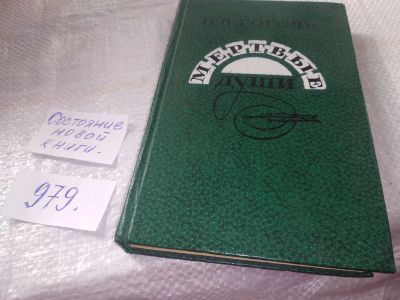 Н.В. ГОГОЛЬ
МЕРТВЫЕ
души
Состояние
новой
книги.
979.